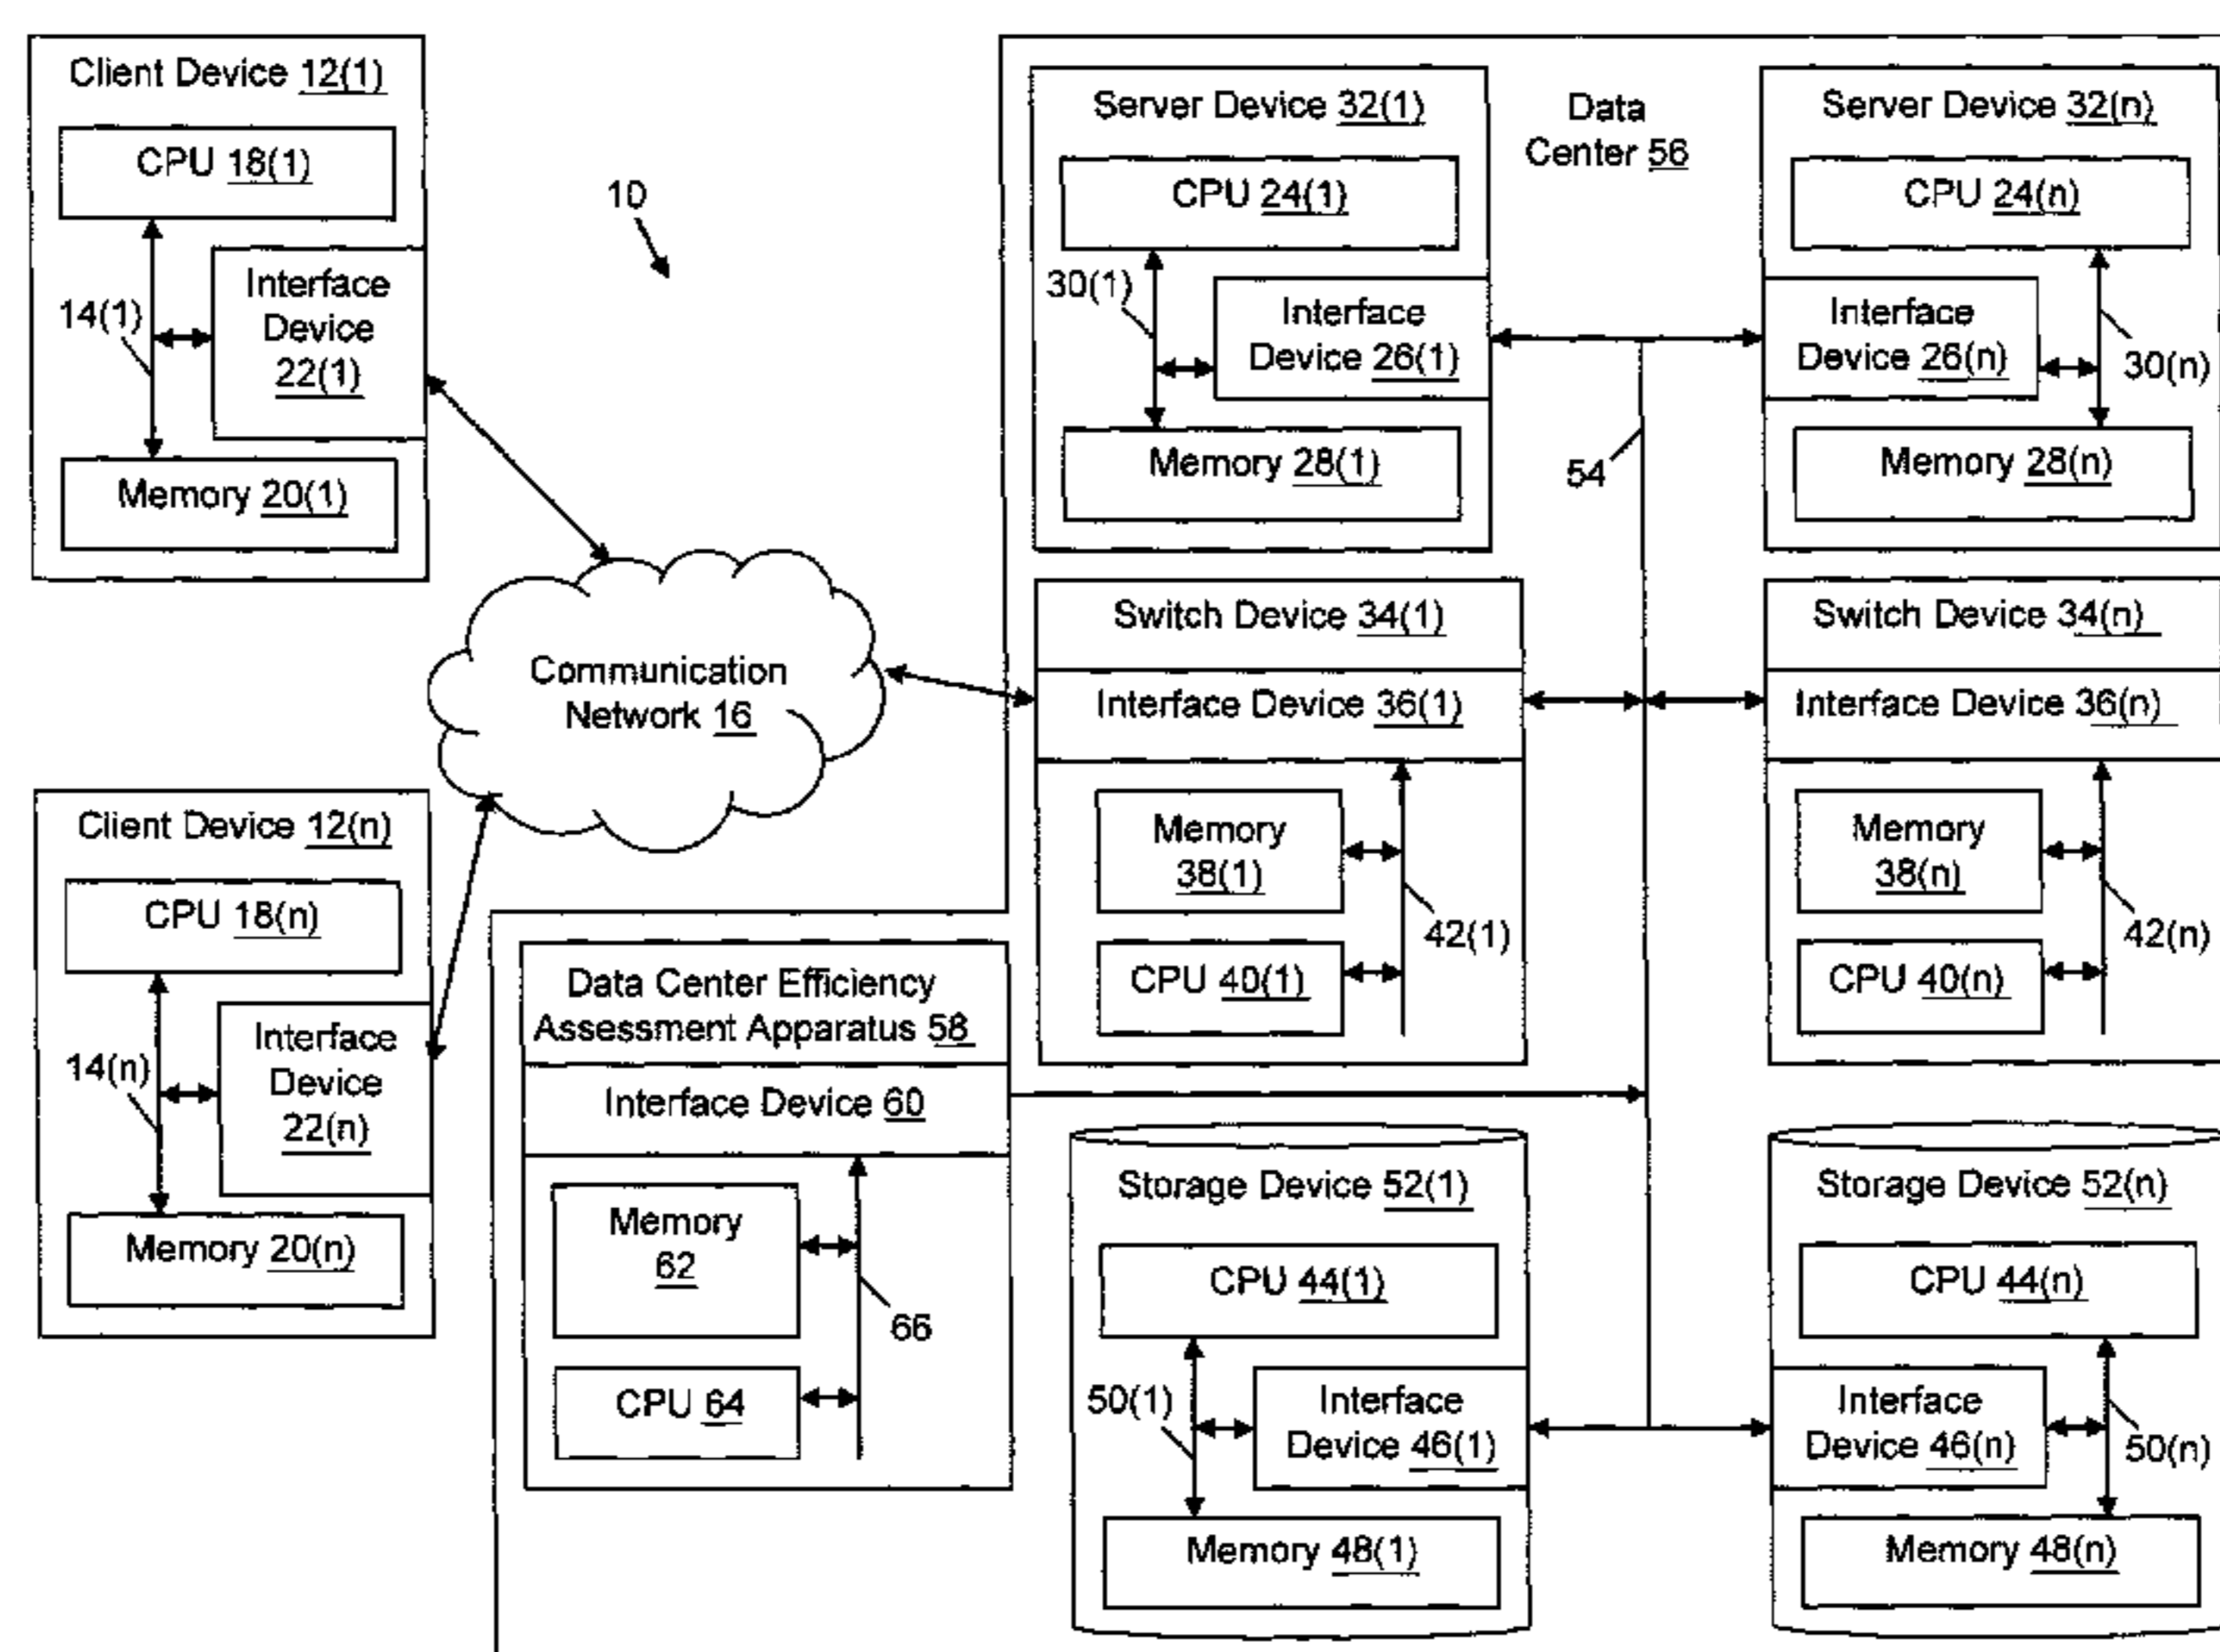 Client Device 12(1)
CPU 18(1)
14(1)
Interface
Device
22(1)
Memory 20(1)
10
Communication
Network 16
Client Device 12(n)
CPU 18(n)
14(n)
Interface
Device
22(n)
Memory 20(n)
Data
Center 56
Server Device 32(1)
CPU 24(1)
30(1)
Interface
Device 26(1)
Memory 28(1)
54
Server Device 32(n)
CPU 24(n)
Interface
Device 26(n)
30(n)
Memory 28(n)
Switch Device 34(1)
Interface Device 36(1)
Memory
38(1)
CPU 40(1)
42(1)
Switch Device 34(n)
Interface Device 36(n)
Memory
38(n)
CPU 40(n)
42(n)
Data Center Efficiency
Assessment Apparatus 58
Interface Device 60
Memory
62
66
CPU 64
Storage Device 52(1)
CPU 44(1)
50(1)
Interface
Device 46(1)
Memory 48(1)
Storage Device 52(n)
CPU 44(n)
Interface
Device 46(n)
50(n)
Memory 48(n)